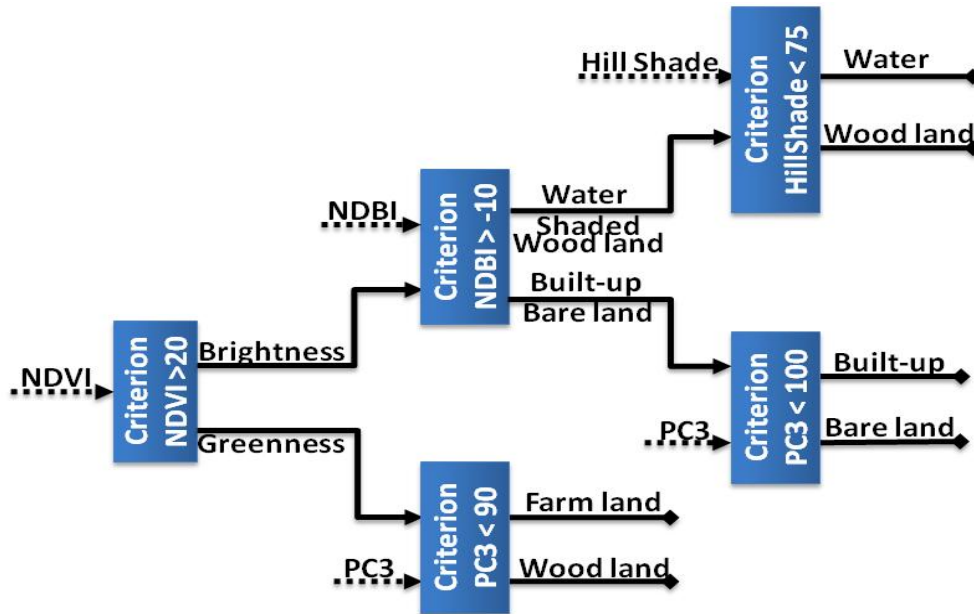 Hill Shade
Criterion
HillShade < 75
Water
Wood land
NDBI
Criterion
NDBI > -10
Water
Shaded
Wood land
Built-up
Bare land
NDVI
Criterion
NDVI >20
Brightness
Greenness
PC3
Criterion
PC3 < 100
Built-up
Bare land
PC3
Criterion
PC3 < 90
Farm land
Wood land